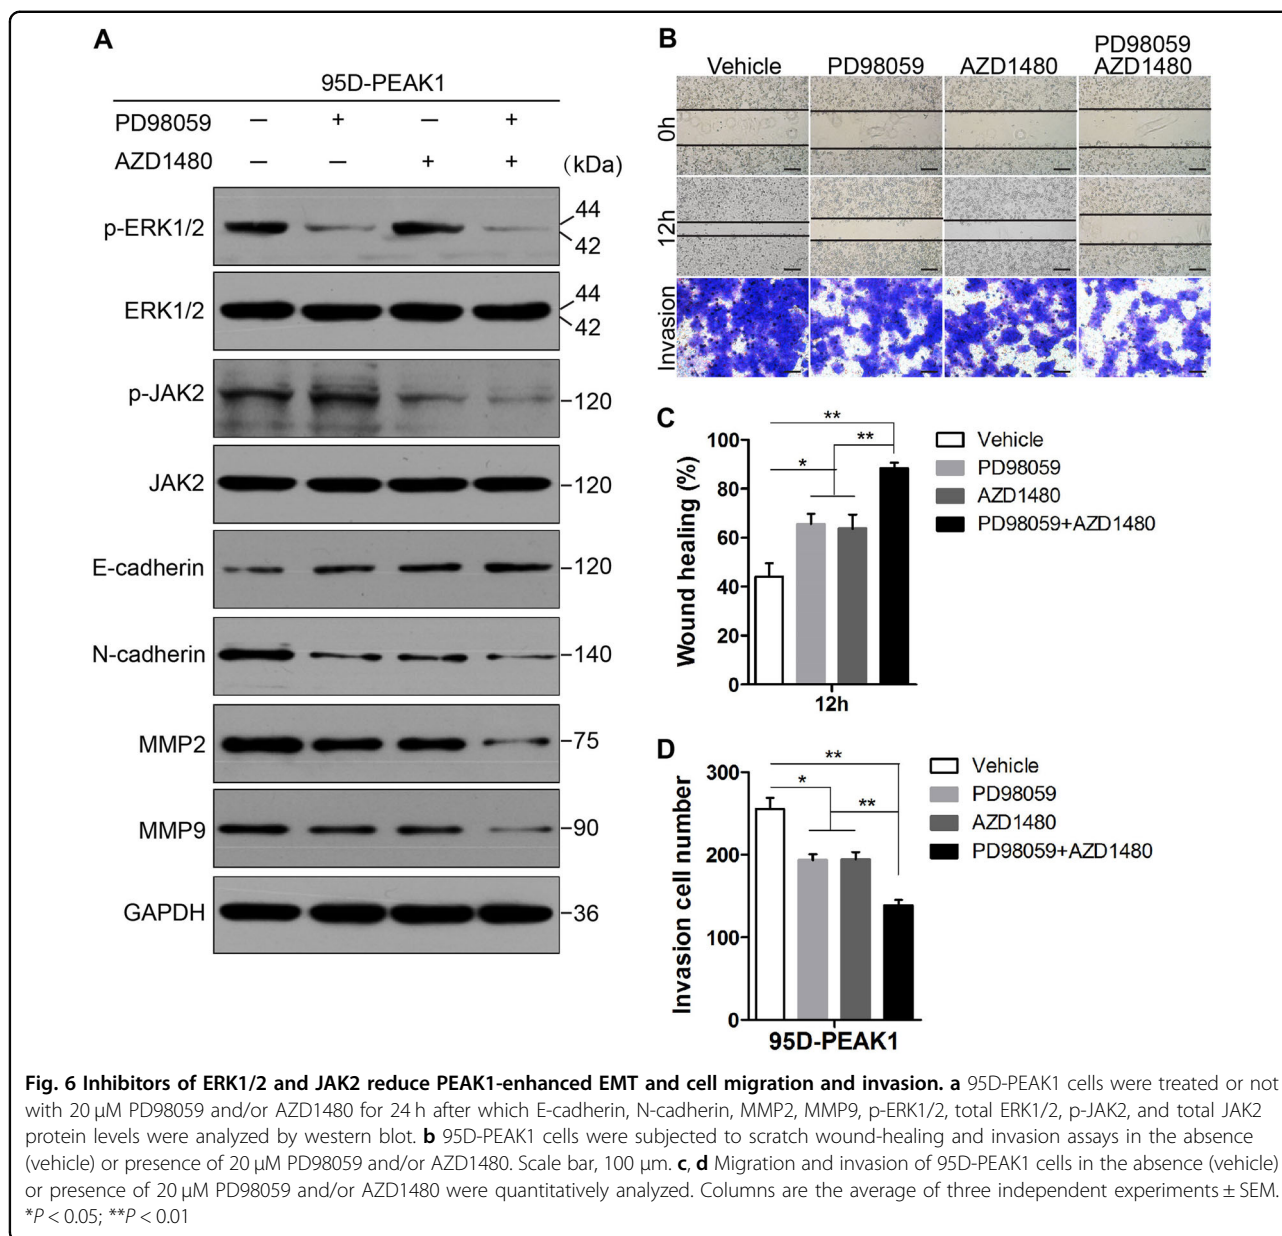 A
95D-PEAK1
PD98059 – + – +
AZD1480 – – + + (kDa)
p-ERK1/2 44 42
ERK1/2 44 42
p-JAK2 120
JAK2 120
E-cadherin 120
N-cadherin 140
MMP2 75
MMP9 90
GAPDH 36
B
Vehicle PD98059 AZD1480 PD98059 AZD1480
0h
12h
Invasion
C
Wound healing (%)
100
80
60
40
20
0
* ** **
12h
Vehicle
PD98059
AZD1480
PD98059+AZD1480
D
Invasion cell number
300
200
100
0
* ** **
95D-PEAK1
Vehicle
PD98059
AZD1480
PD98059+AZD1480
Fig. 6 Inhibitors of ERK1/2 and JAK2 reduce PEAK1-enhanced EMT and cell migration and invasion. a 95D-PEAK1 cells were treated or not
with 20 µM PD98059 and/or AZD1480 for 24 h after which E-cadherin, N-cadherin, MMP2, MMP9, p-ERK1/2, total ERK1/2, p-JAK2, and total JAK2
protein levels were analyzed by western blot. b 95D-PEAK1 cells were subjected to scratch wound-healing and invasion assays in the absence
(vehicle) or presence of 20 µM PD98059 and/or AZD1480. Scale bar, 100 µm. c, d Migration and invasion of 95D-PEAK1 cells in the absence (vehicle)
or presence of 20 µM PD98059 and/or AZD1480 were quantitatively analyzed. Columns are the average of three independent experiments ± SEM.
*P < 0.05; **P < 0.01